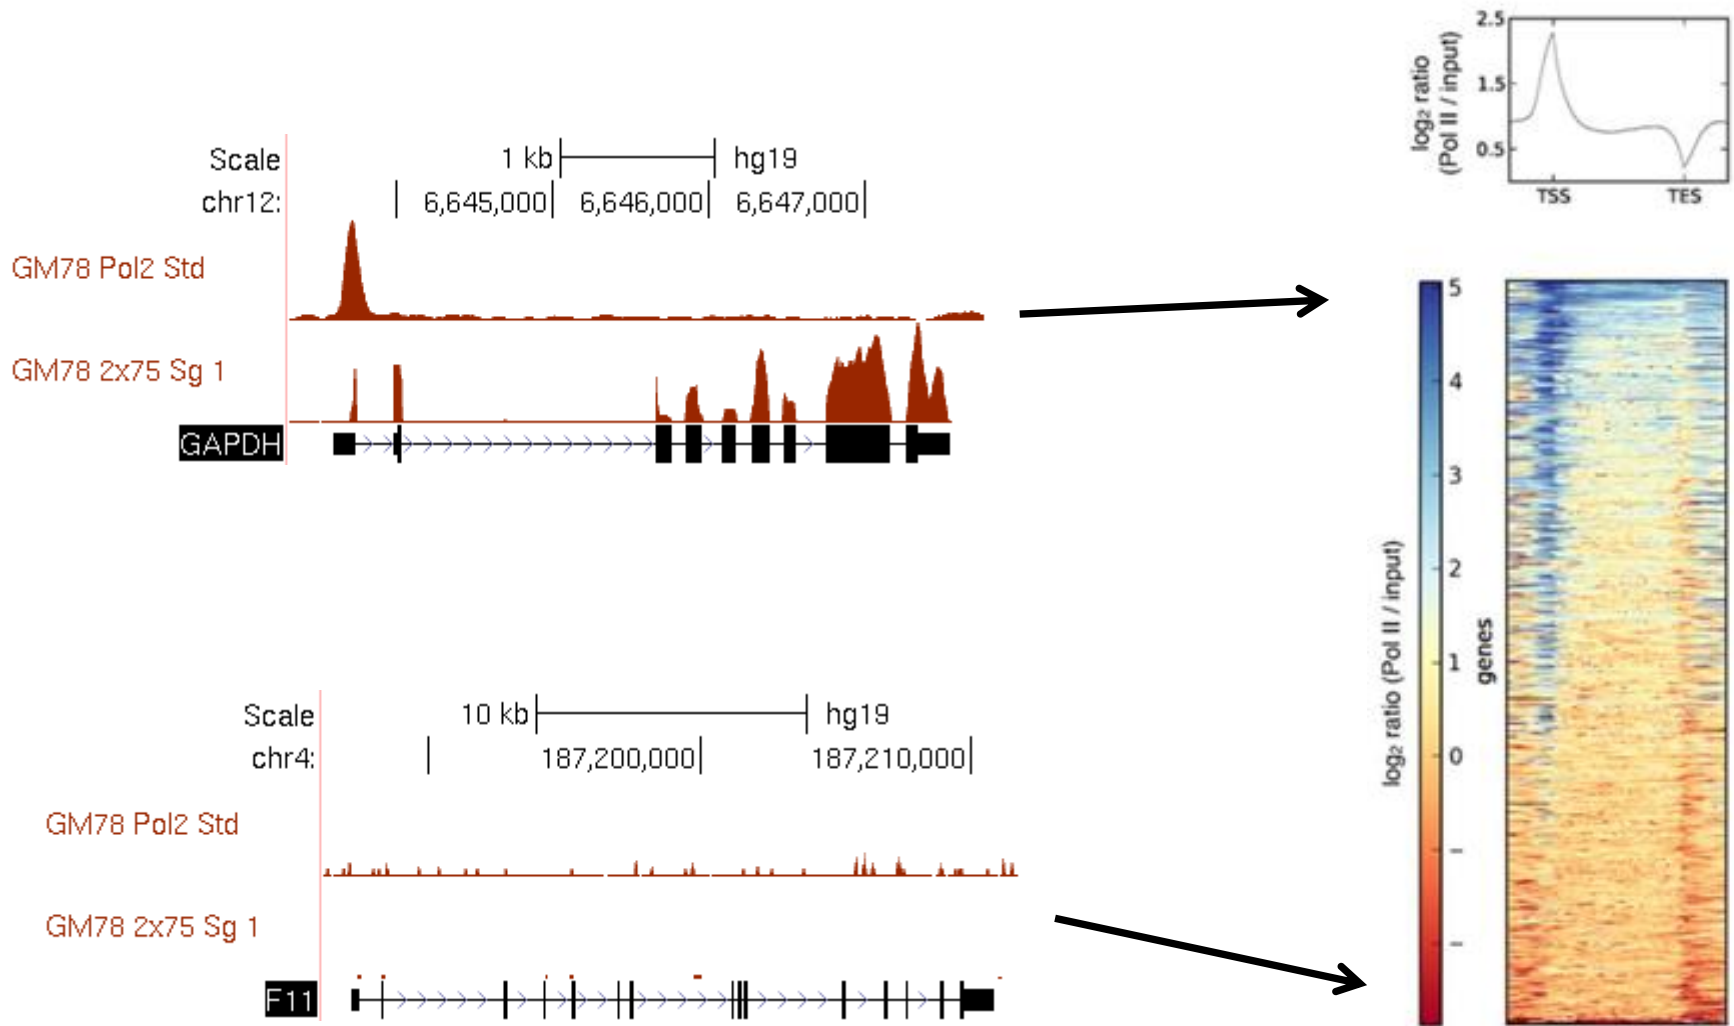 Scale 1 kb hg19
chr12: 6,645,000 6,646,000 6,647,000
GM78 Pol2 Std
GM78 2x75 Sg 1
GAPDH
Scale 10 kb hg19
chr4: 187,200,000 187,210,000
GM78 Pol2 Std
GM78 2x75 Sg 1
F11
log₂ ratio
(Pol II / input)
2.5
1.5
0.5
TSS TES
log₂ ratio (Pol II / input)
5
4
3
2
1
0
–
–
genes